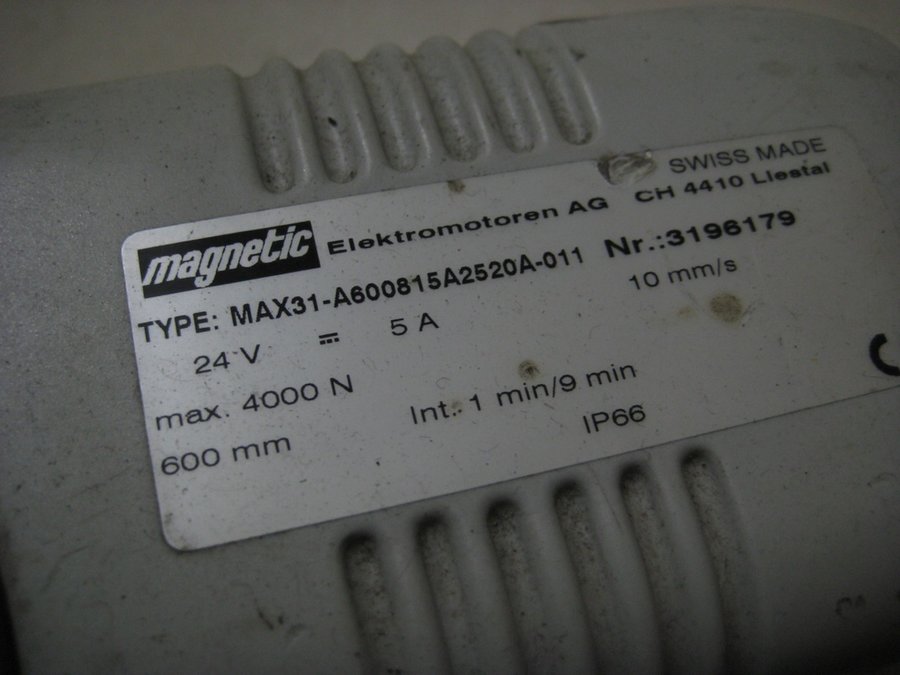 SWISS MADE
magnetic Elektromotoren AG CH 4410 Liestal
TYPE: MAX31-A600815A2520A-011 Nr.:3196179
24 V ⎓ 5 A 10 mm/s
max. 4000 N Int.: 1 min/9 min
600 mm IP66